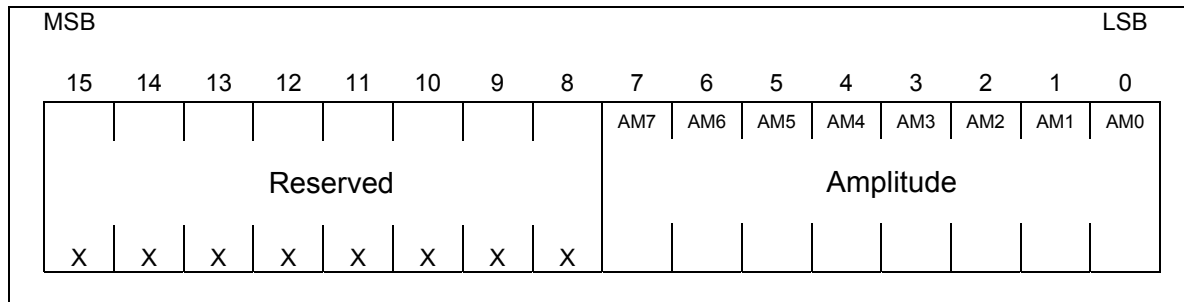 MSB LSB
15 14 13 12 11 10 9 8 7 6 5 4 3 2 1 0
AM7 AM6 AM5 AM4 AM3 AM2 AM1 AM0
Reserved Amplitude
X X X X X X X X